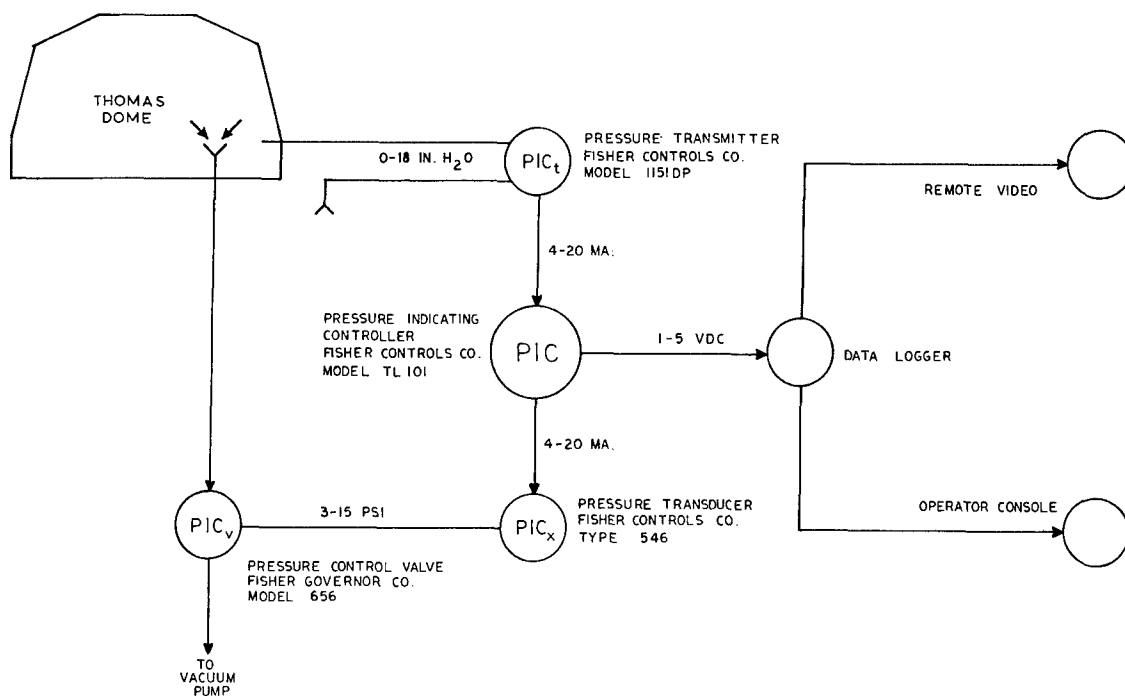 THOMAS
DOME
0-18 IN. H₂O
PICₜ
PRESSURE TRANSMITTER
FISHER CONTROLS CO.
MODEL 1151DP
REMOTE VIDEO
4-20 MA.
PRESSURE INDICATING
CONTROLLER
FISHER CONTROLS CO.
MODEL TL 101
PIC
1-5 VDC
DATA LOGGER
4-20 MA.
PICᵥ
3-15 PSI
PICₓ
PRESSURE TRANSDUCER
FISHER CONTROLS CO.
TYPE 546
OPERATOR CONSOLE
PRESSURE CONTROL VALVE
FISHER GOVERNOR CO.
MODEL 656
TO
VACUUM
PUMP